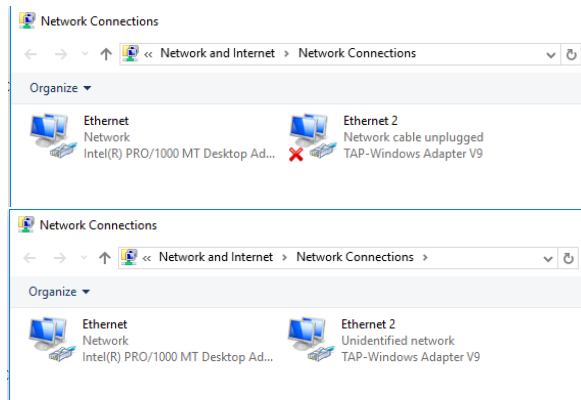 Network Connections
« Network and Internet > Network Connections
Organize
Ethernet
Network
Intel(R) PRO/1000 MT Desktop Ad...
Ethernet 2
Network cable unplugged
TAP-Windows Adapter V9
Network Connections
« Network and Internet > Network Connections >
Organize
Ethernet
Network
Intel(R) PRO/1000 MT Desktop Ad...
Ethernet 2
Unidentified network
TAP-Windows Adapter V9